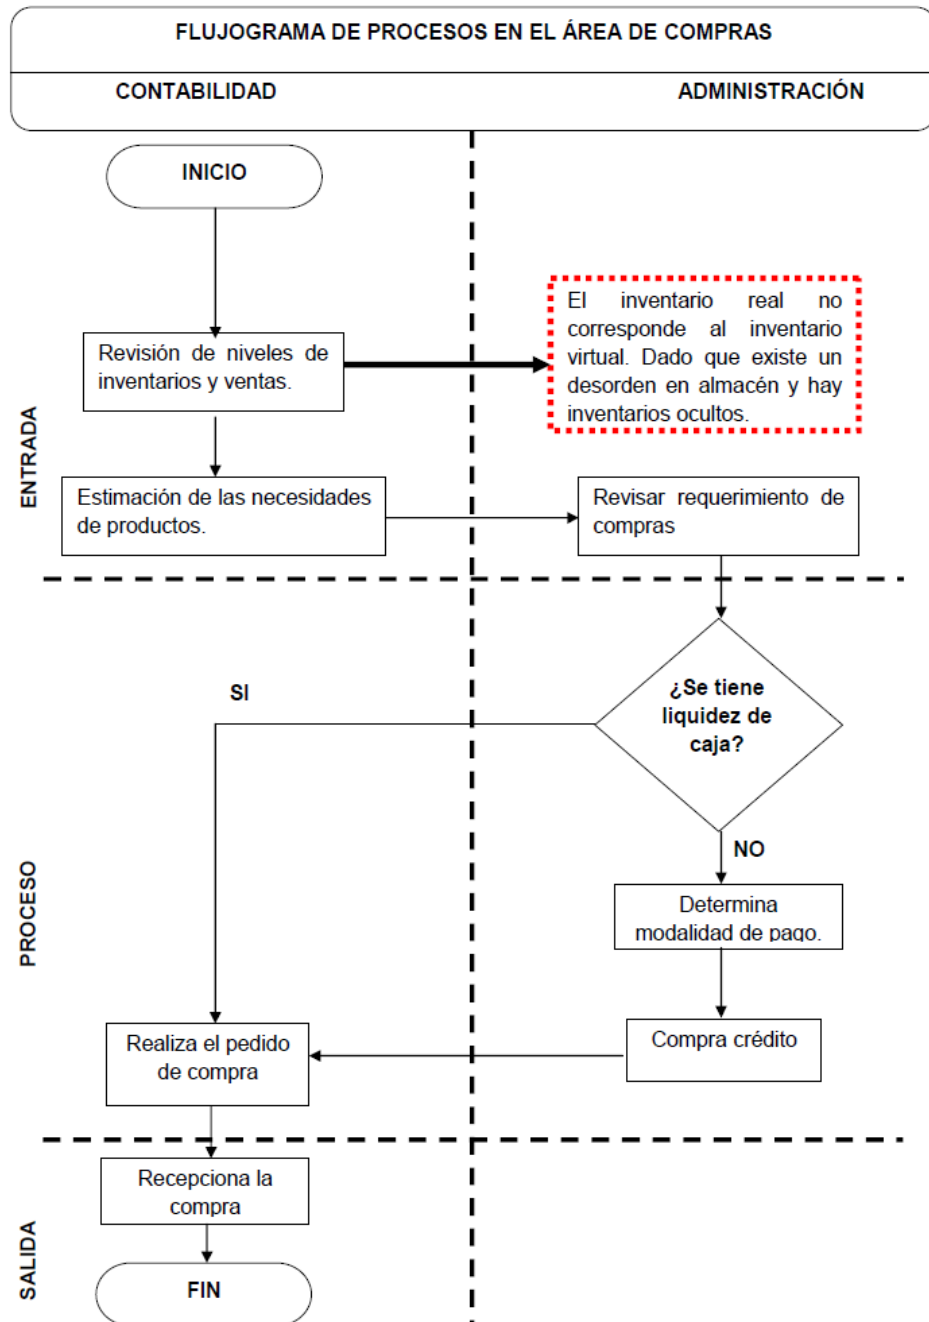 FLUJOGRAMA DE PROCESOS EN EL ÁREA DE COMPRAS
CONTABILIDAD
ADMINISTRACIÓN
INICIO
El inventario real no
corresponde al inventario
virtual. Dado que existe un
desorden en almacén y hay
inventarios ocultos.
Revisión de niveles de
inventarios y ventas.
ENTRADA
Estimación de las necesidades
de productos.
Revisar requerimiento de
compras
¿Se tiene
liquidez de
caja?
SI
NO
PROCESO
Determina
modalidad de pago.
Compra crédito
Realiza el pedido
de compra
Recepciona la
compra
SALIDA
FIN